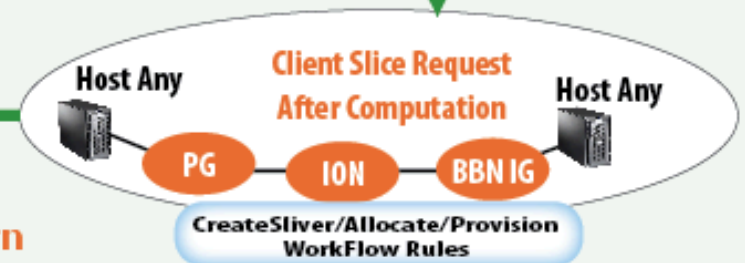 Client Slice Request
After Computation
Host Any
Host Any
PG
ION
BBN IG
CreateSliver/Allocate/Provision
WorkFlow Rules
n